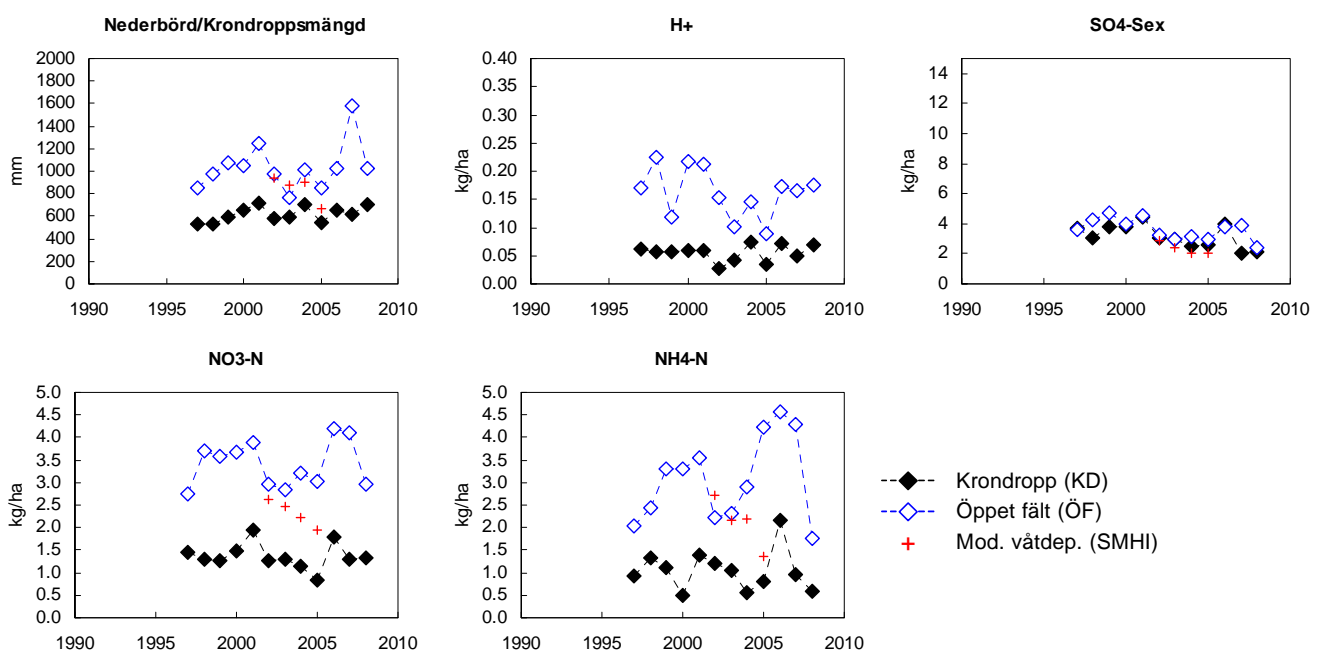 Nederbörd/Krondroppsmängd
2000
1800
1600
1400
1200
1000
800
600
400
200
0
mm
1990 1995 2000 2005 2010
H+
0.40
0.35
0.30
0.25
0.20
0.15
0.10
0.05
0.00
kg/ha
1990 1995 2000 2005 2010
SO4-Sex
14
12
10
8
6
4
2
0
kg/ha
1990 1995 2000 2005 2010
NO3-N
5.0
4.5
4.0
3.5
3.0
2.5
2.0
1.5
1.0
0.5
0.0
kg/ha
1990 1995 2000 2005 2010
NH4-N
5.0
4.5
4.0
3.5
3.0
2.5
2.0
1.5
1.0
0.5
0.0
kg/ha
1990 1995 2000 2005 2010
Krondropp (KD)
Öppet fält (ÖF)
Mod. våtdep. (SMHI)